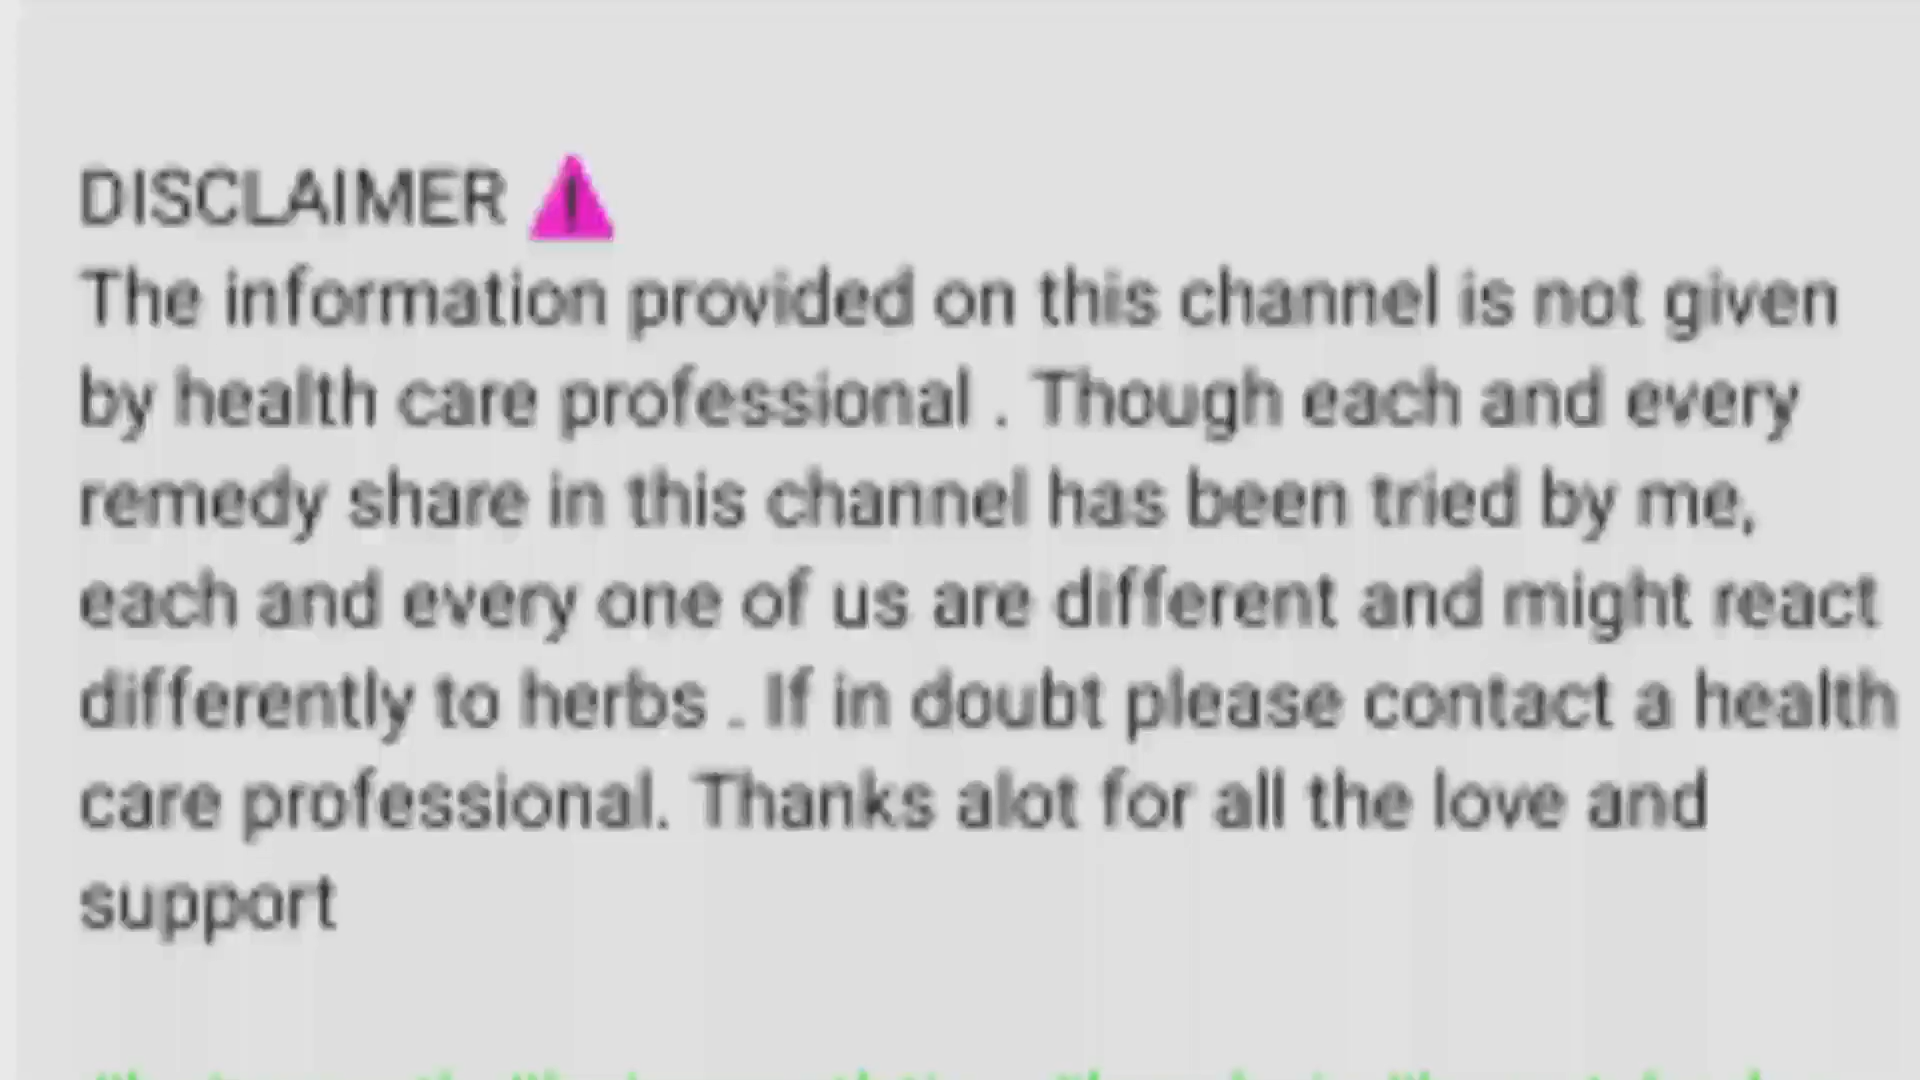 DISCLAIMER ⚠
The information provided on this channel is not given
by health care professional . Though each and every
remedy share in this channel has been tried by me,
each and every one of us are different and might react
differently to herbs . If in doubt please contact a health
care professional. Thanks alot for all the love and
support